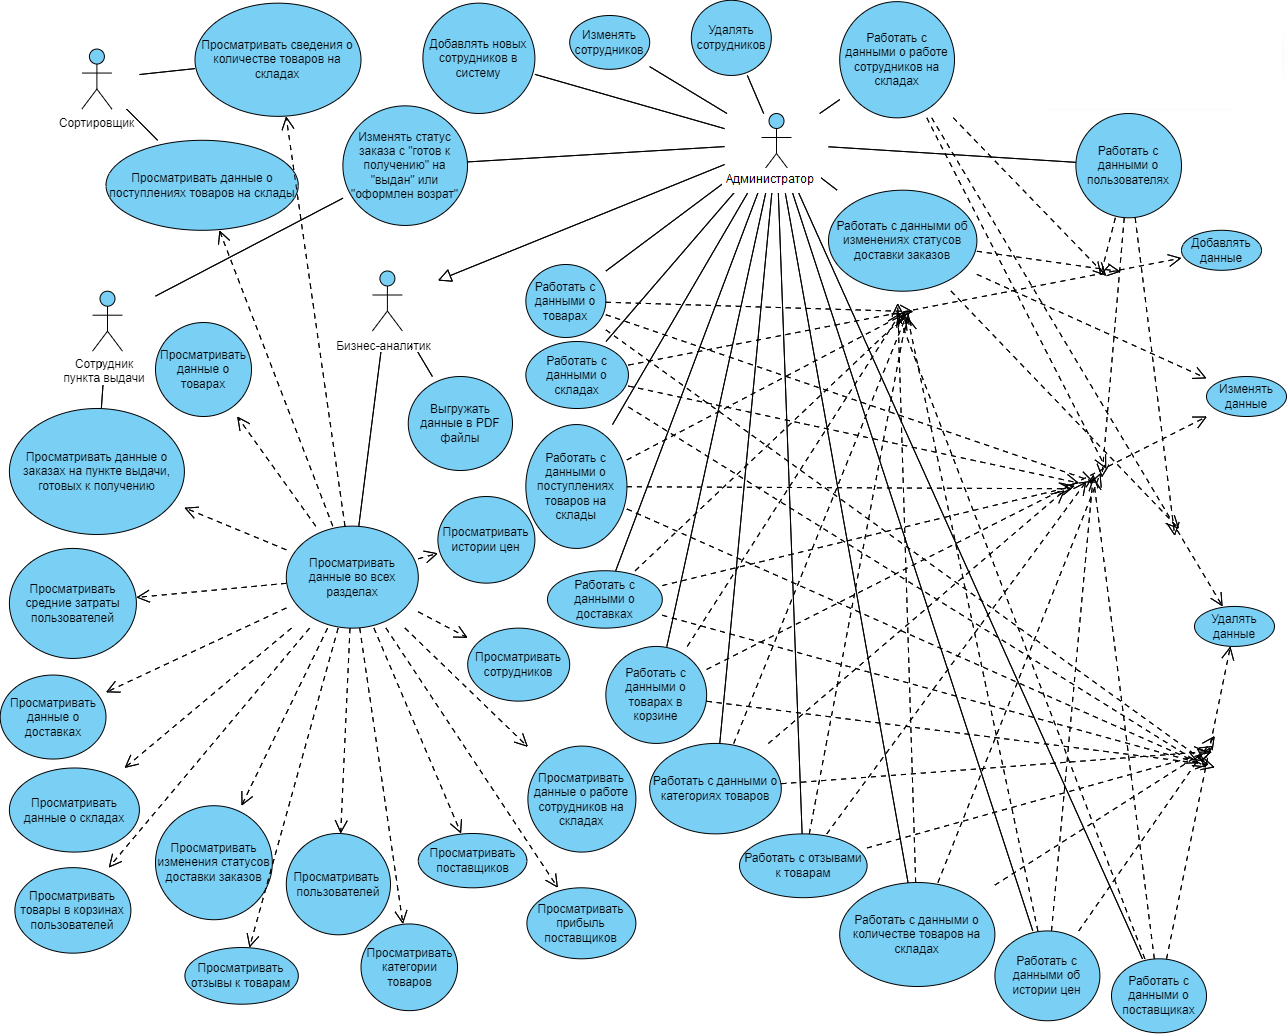 Просматривать сведения о
количестве товаров на
складах
Добавлять новых
сотрудников в
систему
Изменять
сотрудников
Удалять
сотрудников
Работать с
данными о работе
сотрудников на
складах
Сортировщик
Изменять статус
заказа с "готов к
получению" на
"выдан" или
"оформлен возрат"
Администратор
Работать с
данными о
пользователях
Просматривать данные о
поступлениях товаров на склады
Работать с данными об
изменениях статусов
доставки заказов
Добавлять
данные
Работать с
данными о
товарах
Бизнес-аналитик
Сотрудник
пункта выдачи
Просматривать
данные о
товарах
Работать с
данными о
складах
Изменять
данные
Выгружать
данные в PDF
файлы
Просматривать данные о
заказах на пункте выдачи,
готовых к получению
Работать с
данными о
поступлениях
товаров на
склады
Просматривать
истории цен
Просматривать
данные во всех
разделах
Просматривать
средние затраты
пользователей
Работать с
данными о
доставках
Удалять
данные
Просматривать
сотрудников
Работать с
данными о
товарах в
корзине
Просматривать
данные о
доставках
Просматривать
данные о складах
Просматривать
данные о работе
сотрудников на
складах
Работать с данными о
категориях товаров
Просматривать
изменения статусов
доставки заказов
Просматривать
поставщиков
Работать с отзывами
к товарам
Просматривать
пользователей
Просматривать
товары в корзинах
пользователей
Просматривать
прибыль
поставщиков
Работать с данными о
количестве товаров на
складах
Просматривать
отзывы к товарам
Просматривать
категории
товаров
Работать с
данными об
истории цен
Работать с
данными о
поставщиках